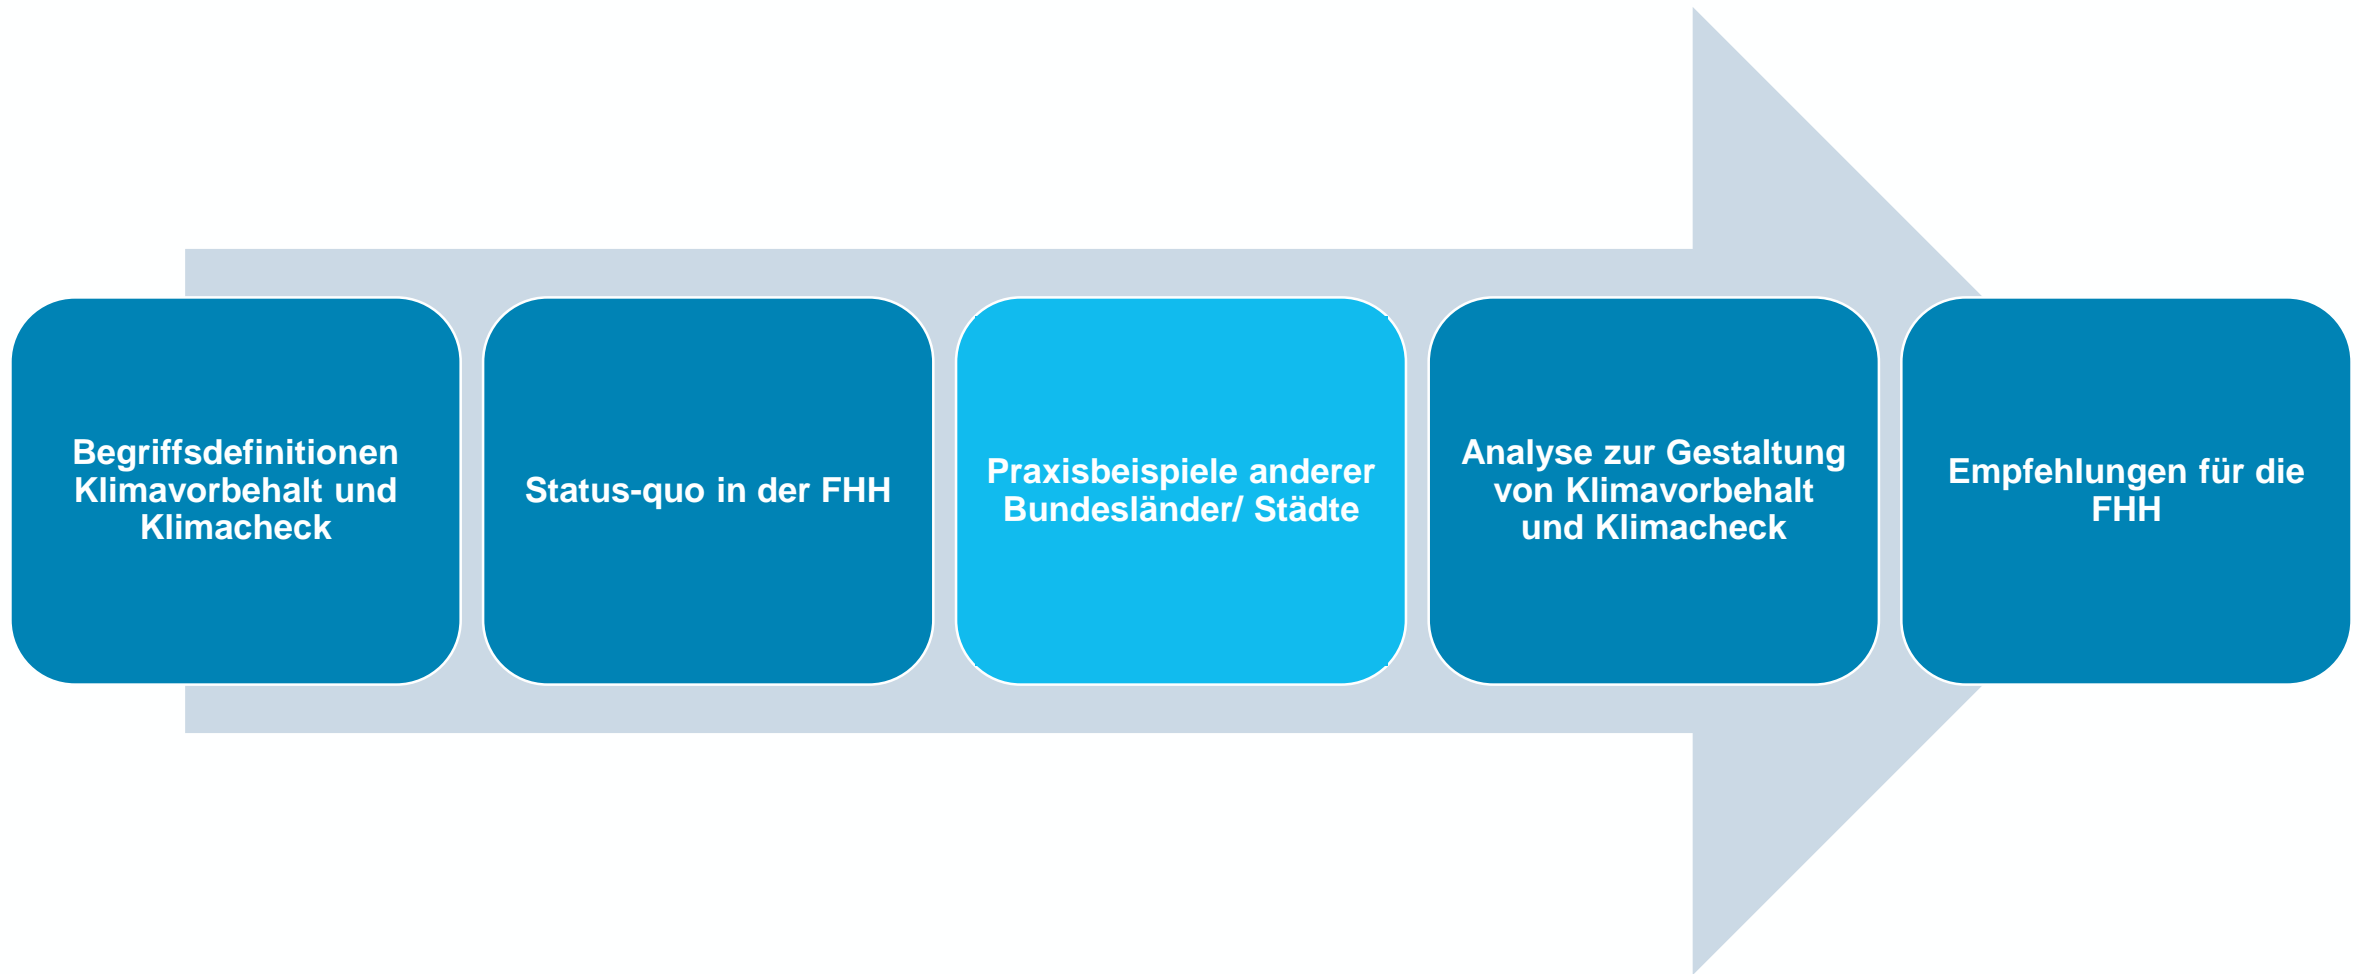 Begriffsdefinitionen
Klimavorbehalt und
Klimacheck
Status-quo in der FHH
Praxisbeispiele anderer
Bundesländer/ Städte
Analyse zur Gestaltung
von Klimavorbehalt
und Klimacheck
Empfehlungen für die
FHH